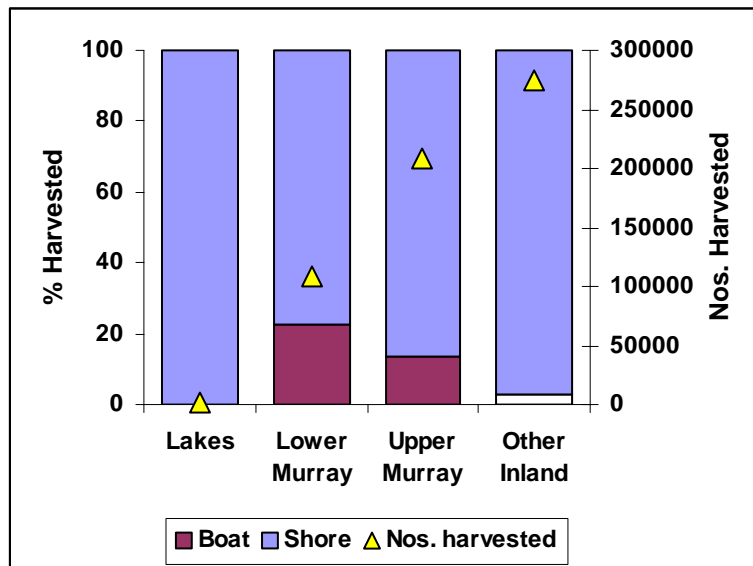 100
80
60
40
20
0
% Harvested
300000
250000
200000
150000
100000
50000
0
Nos. Harvested
Lakes
Lower
Murray
Upper
Murray
Other
Inland
Boat Shore Nos. harvested